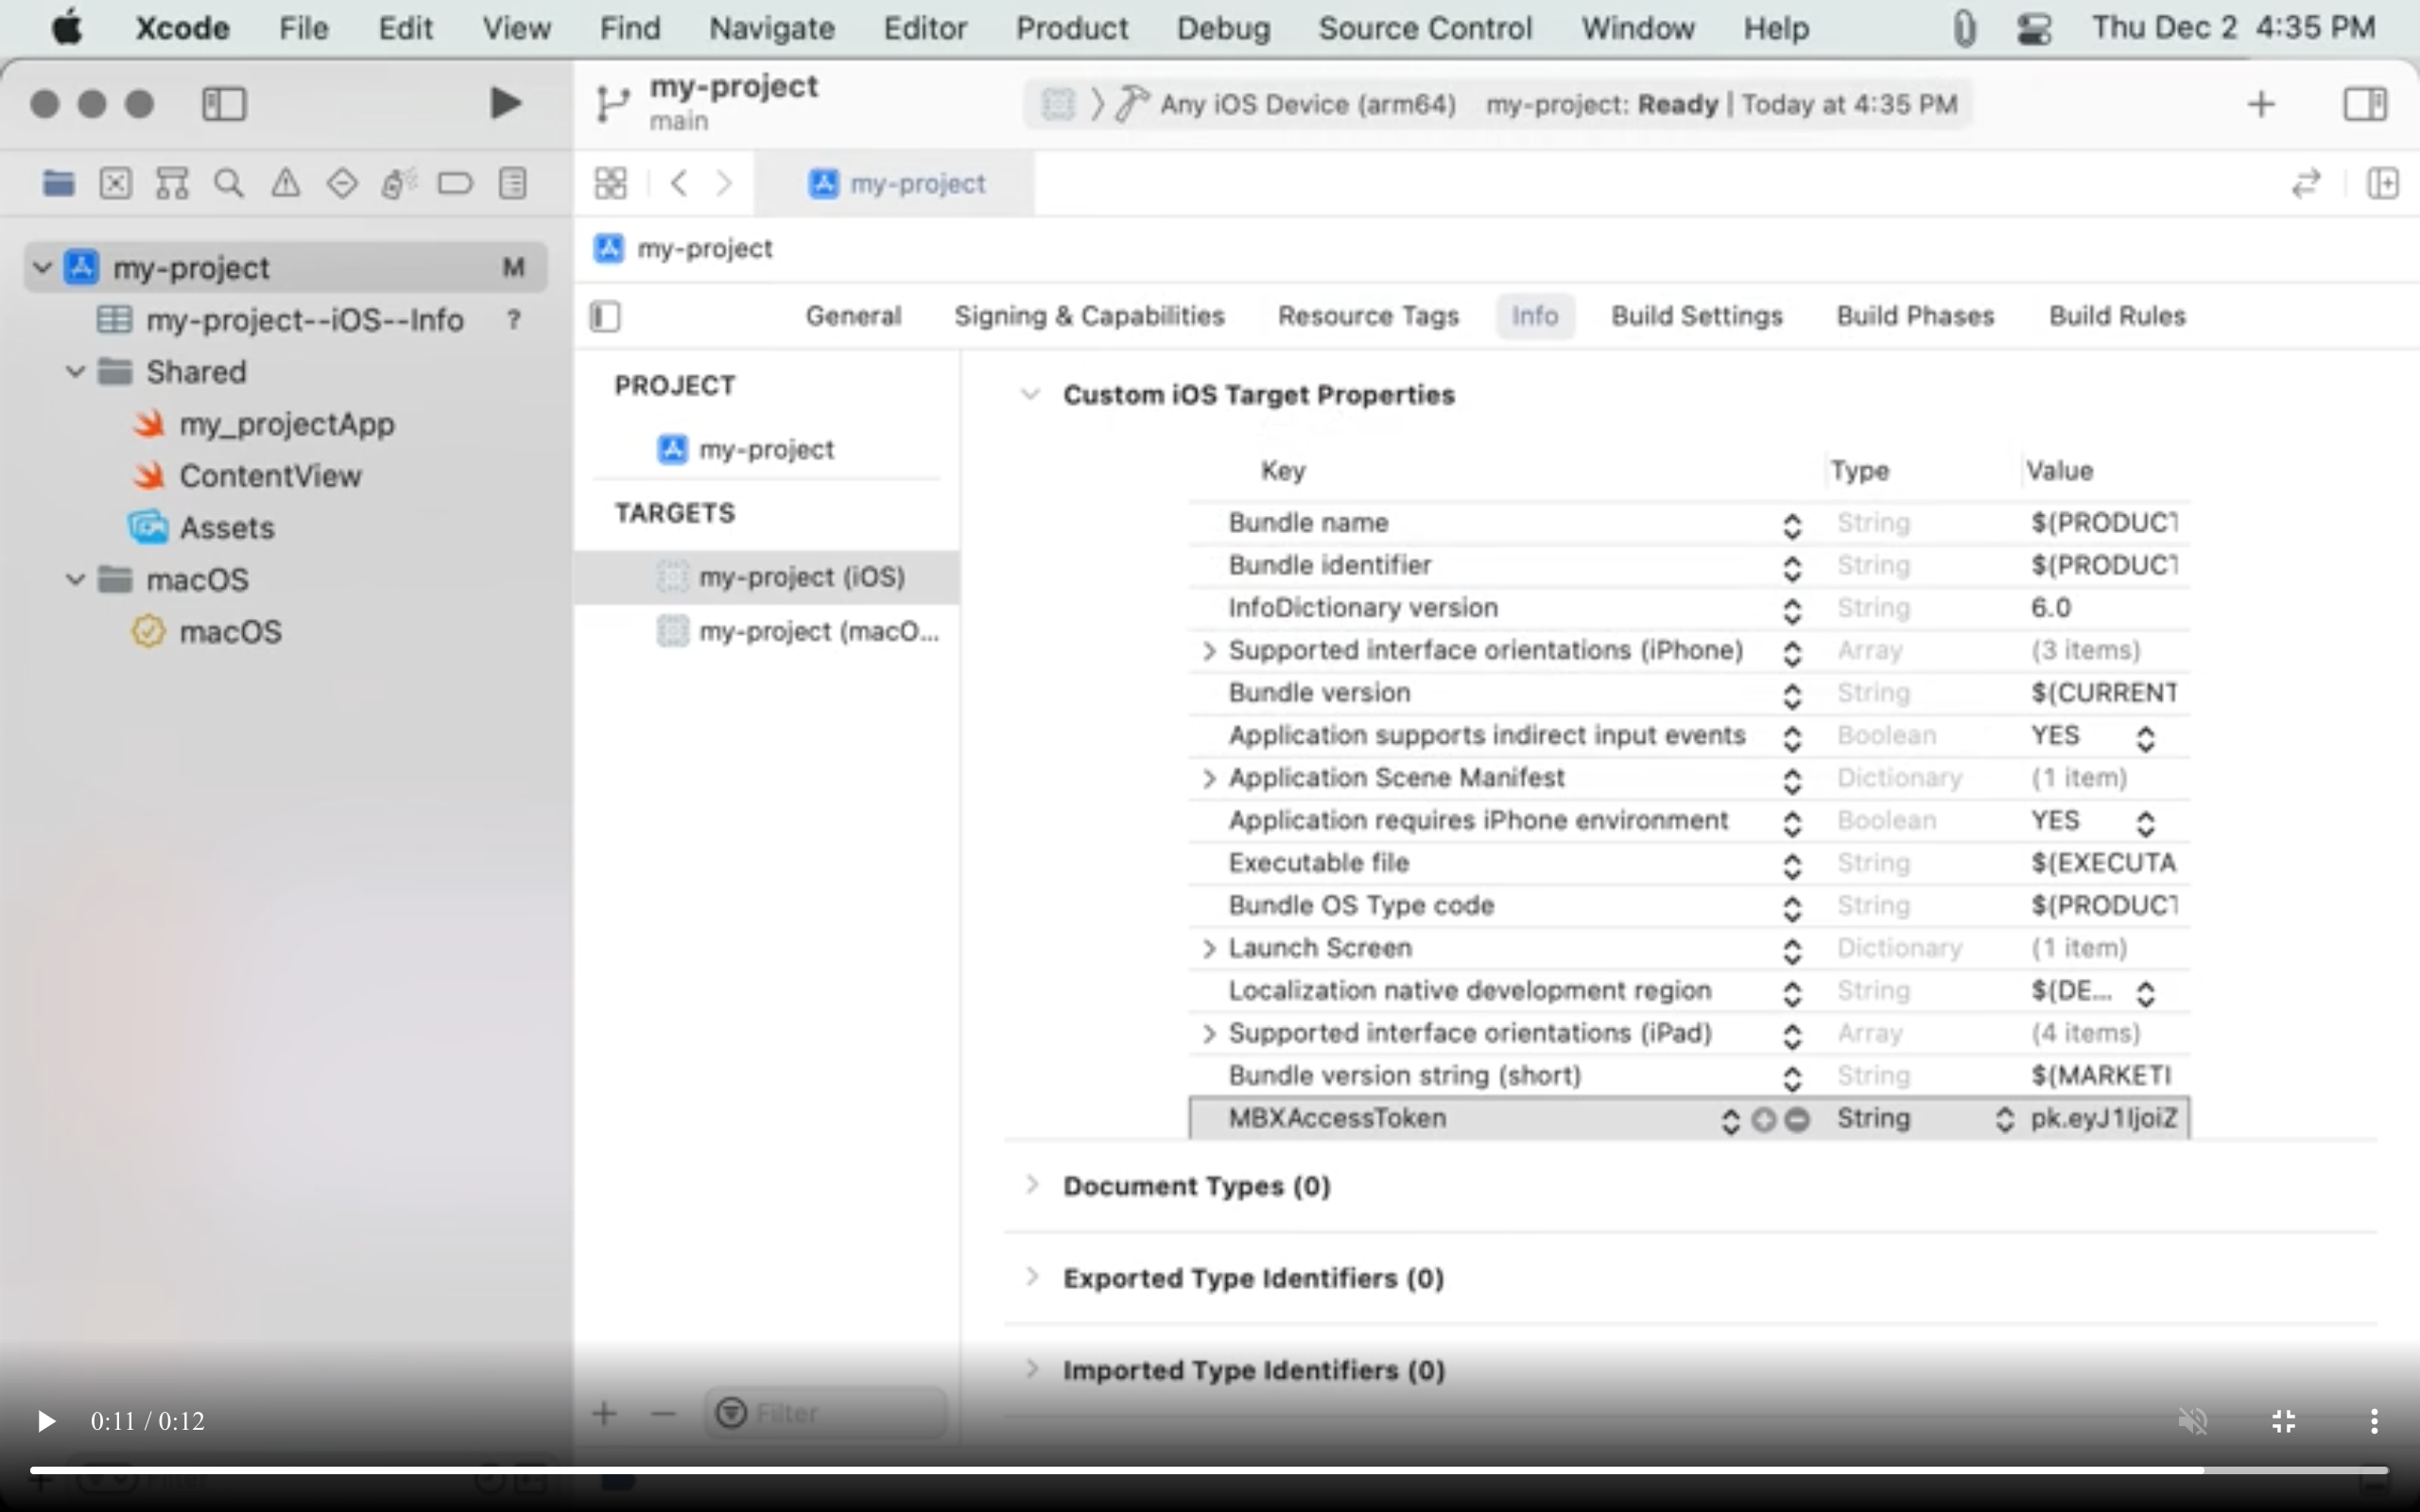 Xcode File Edit View Find Navigate Editor Product Debug Source Control Window Help Thu Dec 2 4:35 PM
my-project
main
Any iOS Device (arm64) my-project: Ready | Today at 4:35 PM
my-project
my-project
my-project M
my-project--iOS--Info ?
Shared
my_projectApp
ContentView
Assets
macOS
macOS
General Signing & Capabilities Resource Tags Info Build Settings Build Phases Build Rules
PROJECT
my-project
TARGETS
my-project (iOS)
my-project (macO...
Custom iOS Target Properties
Key Type Value
Bundle name String $(PRODUCT
Bundle identifier String $(PRODUCT
InfoDictionary version String 6.0
Supported interface orientations (iPhone) Array (3 items)
Bundle version String $(CURRENT
Application supports indirect input events Boolean YES
Application Scene Manifest Dictionary (1 item)
Application requires iPhone environment Boolean YES
Executable file String $(EXECUTA
Bundle OS Type code String $(PRODUCT
Launch Screen Dictionary (1 item)
Localization native development region String $(DE...
Supported interface orientations (iPad) Array (4 items)
Bundle version string (short) String $(MARKETI
MBXAccessToken String pk.eyJ1IjoiZ
Document Types (0)
Exported Type Identifiers (0)
Imported Type Identifiers (0)
Filter
0:11 / 0:12
Filter